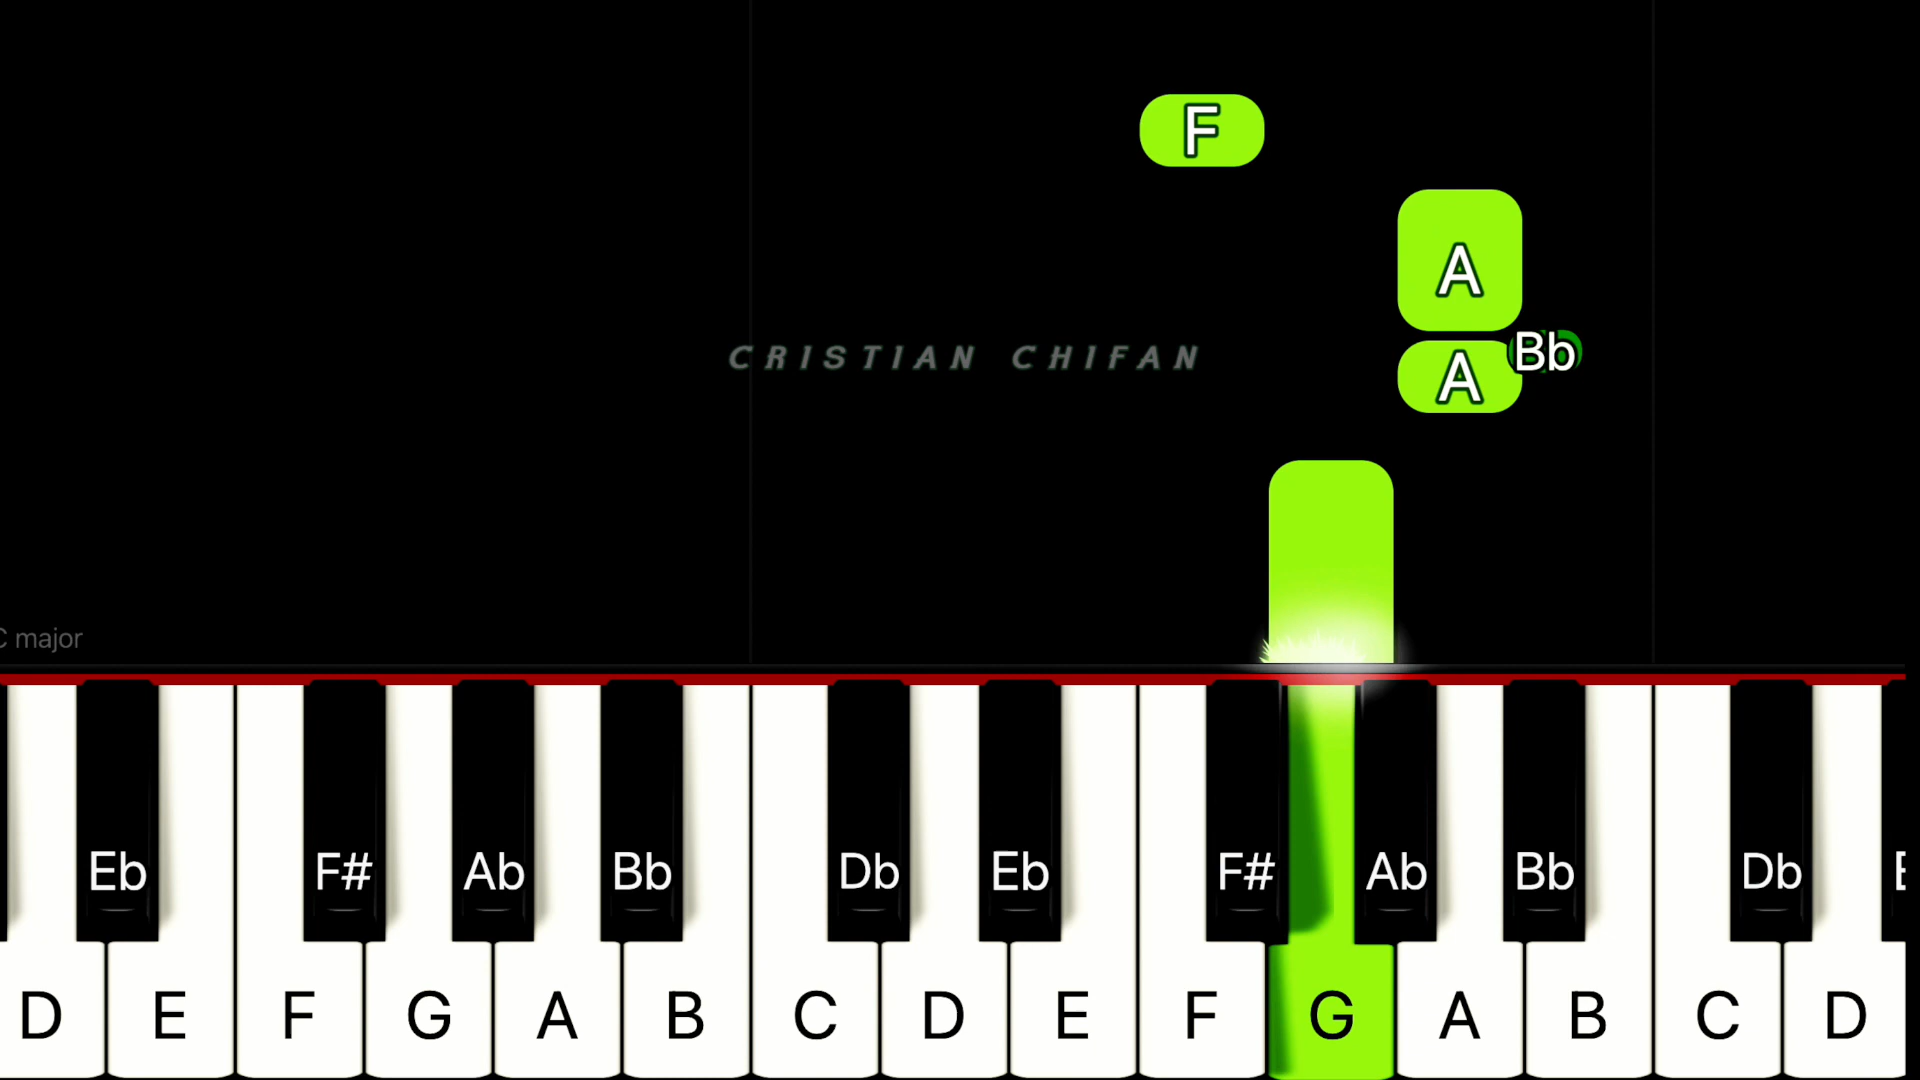 F
A
Bb
A
CRISTIAN CHIFAN
C major
Eb F# Ab Bb Db Eb F# Ab Bb Db
D E F G A B C D E F G A B C D